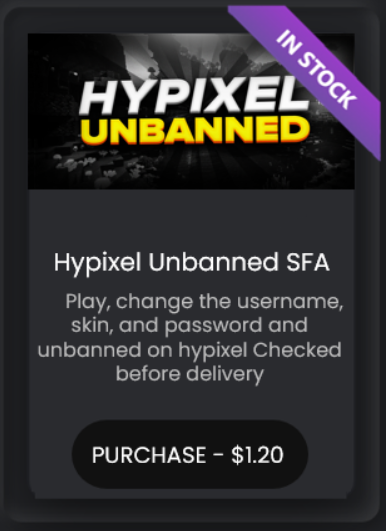 IN STOCK
HYPIXEL
UNBANNED
Hypixel Unbanned SFA
Play, change the username,
skin, and password and
unbanned on hypixel Checked
before delivery
PURCHASE - $1.20